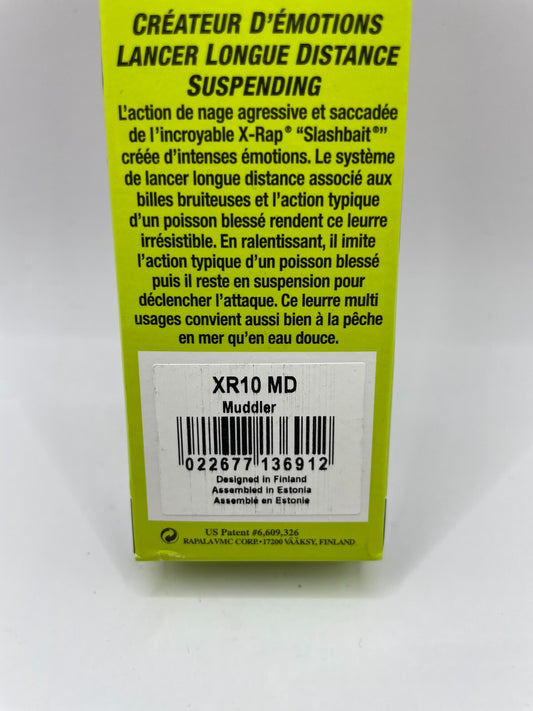 CRÉATEUR D'ÉMOTIONS
LANCER LONGUE DISTANCE
SUSPENDING
L'action de nage agressive et saccadée
de l'incroyable X-Rap® "Slashbait®"
créée d'intenses émotions. Le système
de lancer longue distance associé aux
billes bruiteuses et l'action typique
d'un poisson blessé rendent ce leurre
irrésistible. En ralentissant, il imite
l'action typique d'un poisson blessé
puis il reste en suspension pour
déclencher l'attaque. Ce leurre multi
usages convient aussi bien à la pêche
en mer qu'en eau douce.
XR10 MD
Muddler
022677 136912
Designed in Finland
Assembled in Estonia
Assemblé en Estonie
US Patent #6,609,326
RAPALA VMC CORP.•17200 VÄÄKSY, FINLAND